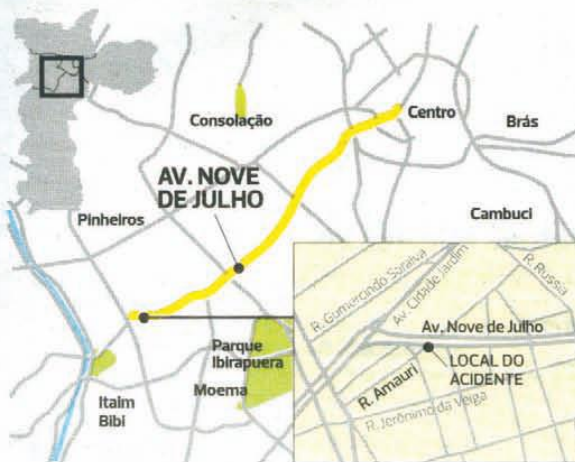 Consolação
Centro
Brás
AV. NOVE
DE JULHO
Pinheiros
Cambuci
Parque
Ibirapuera
Moema
Itaim
Bibi
R. Gumercindo Saraiva
Av. Cidade Jardim
R. Russia
Av. Nove de Julho
LOCAL DO
ACIDENTE
R. Amauri
R. Jerônimo da Veiga